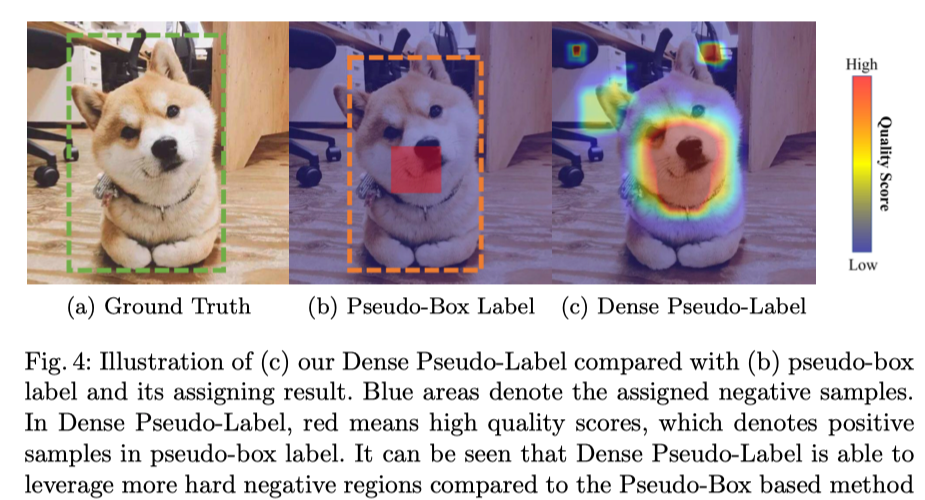 High
Quality Score
Low
(a) Ground Truth
(b) Pseudo-Box Label
(c) Dense Pseudo-Label
Fig. 4: Illustration of (c) our Dense Pseudo-Label compared with (b) pseudo-box
label and its assigning result. Blue areas denote the assigned negative samples.
In Dense Pseudo-Label, red means high quality scores, which denotes positive
samples in pseudo-box label. It can be seen that Dense Pseudo-Label is able to
leverage more hard negative regions compared to the Pseudo-Box based method